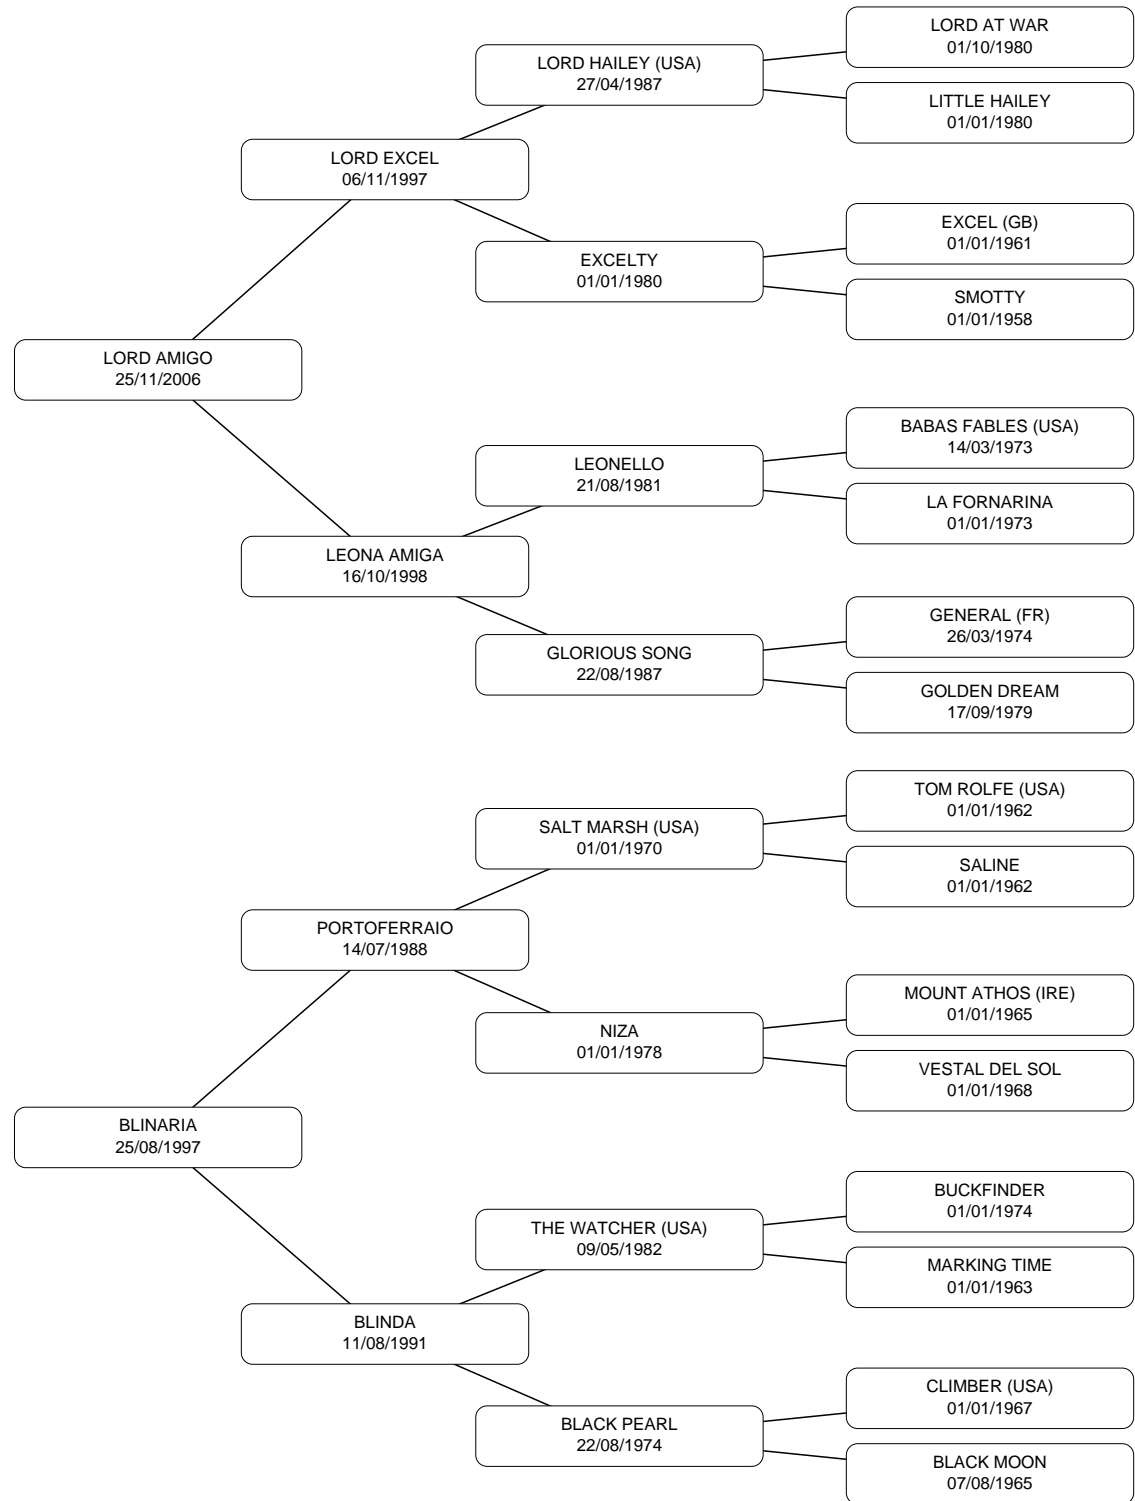 LORD AT WAR
01/10/1980
LORD HAILEY (USA)
27/04/1987
LITTLE HAILEY
01/01/1980
LORD EXCEL
06/11/1997
EXCEL (GB)
01/01/1961
EXCELTY
01/01/1980
SMOTTY
01/01/1958
LORD AMIGO
25/11/2006
BABAS FABLES (USA)
14/03/1973
LEONELLO
21/08/1981
LA FORNARINA
01/01/1973
LEONA AMIGA
16/10/1998
GENERAL (FR)
26/03/1974
GLORIOUS SONG
22/08/1987
GOLDEN DREAM
17/09/1979
TOM ROLFE (USA)
01/01/1962
SALT MARSH (USA)
01/01/1970
SALINE
01/01/1962
PORTOFERRAIO
14/07/1988
MOUNT ATHOS (IRE)
01/01/1965
NIZA
01/01/1978
VESTAL DEL SOL
01/01/1968
BLINARIA
25/08/1997
BUCKFINDER
01/01/1974
THE WATCHER (USA)
09/05/1982
MARKING TIME
01/01/1963
BLINDA
11/08/1991
CLIMBER (USA)
01/01/1967
BLACK PEARL
22/08/1974
BLACK MOON
07/08/1965